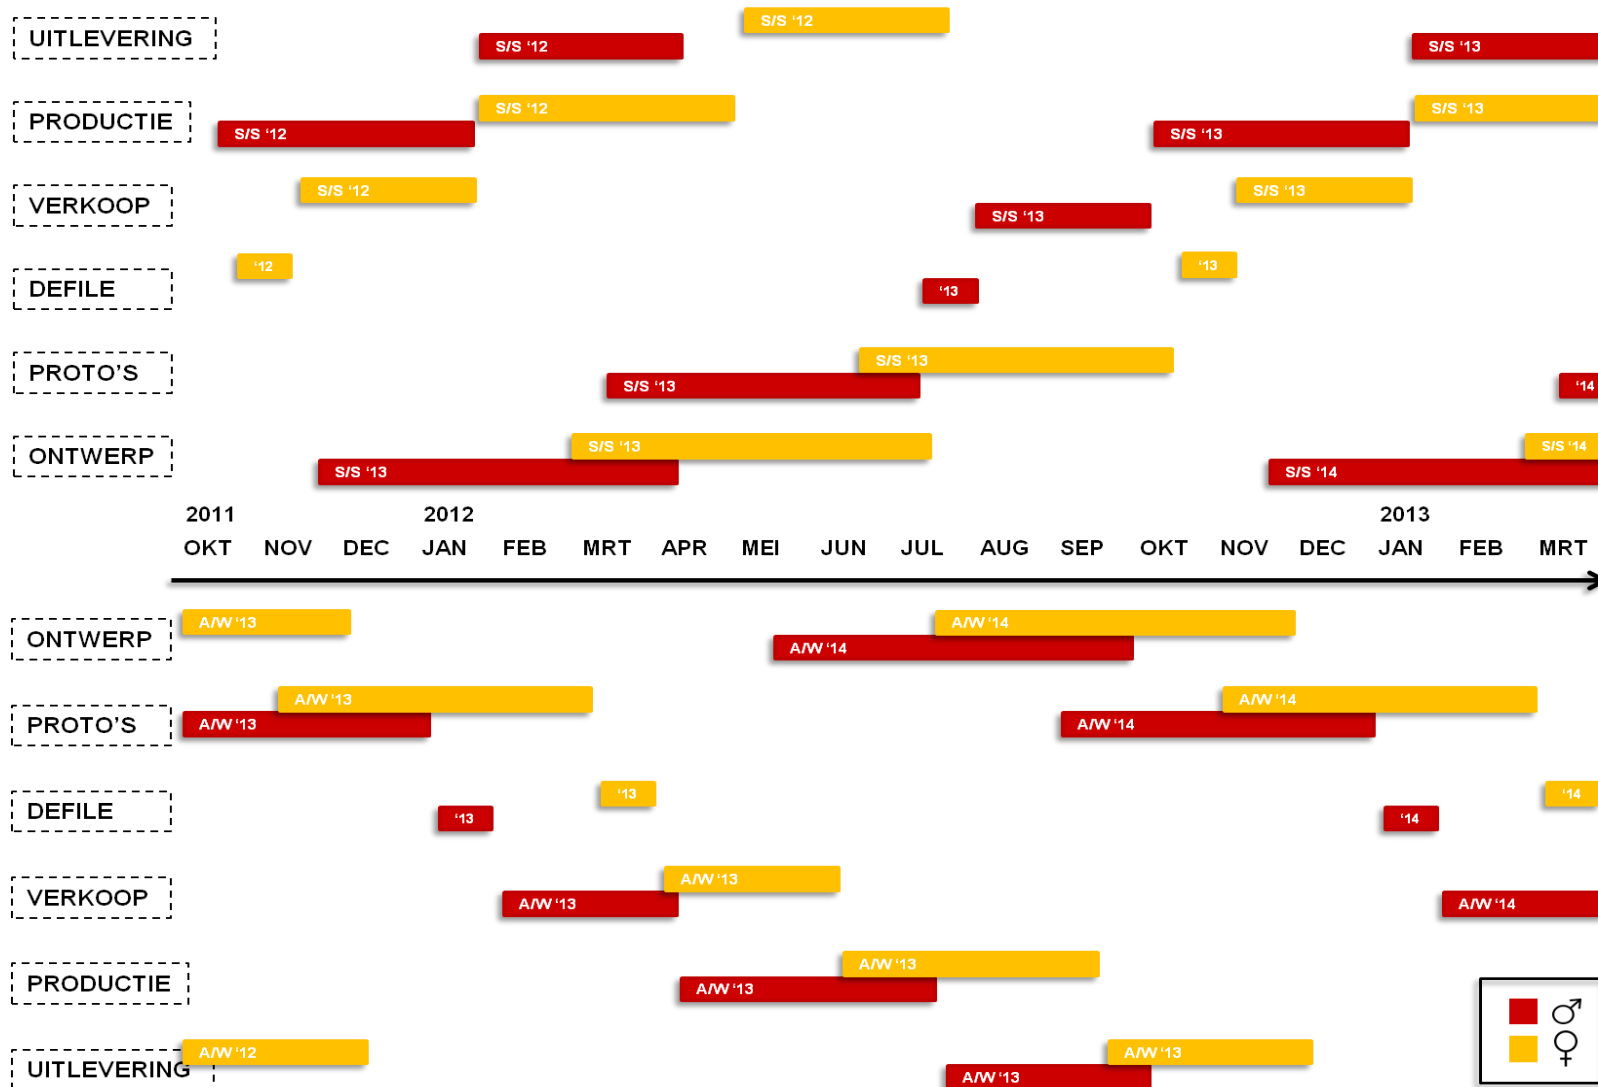 S/S ‘12
UITLEVERING
S/S ‘12
S/S ‘13
S/S ‘12
S/S ‘13
PRODUCTIE
S/S ‘12
S/S ‘13
S/S ‘12
S/S ‘13
VERKOOP
S/S ‘13
‘12
‘13
DEFILE
‘13
S/S ‘13
PROTO’S
S/S ‘13
‘14
S/S ‘13
S/S ‘14
ONTWERP
S/S ‘13
S/S ‘14
2011 2012 2013
OKT NOV DEC JAN FEB MRT APR MEI JUN JUL AUG SEP OKT NOV DEC JAN FEB MRT
A/W ‘13
A/W ‘14
ONTWERP
A/W ‘14
A/W ‘13
A/W ‘14
PROTO’S
A/W ‘13
A/W ‘14
‘13
‘14
DEFILE
‘13
‘14
A/W ‘13
VERKOOP
A/W ‘13
A/W ‘14
A/W ‘13
PRODUCTIE
A/W ‘13
♂
♀
A/W ‘12
A/W ‘13
UITLEVERING
A/W ‘13